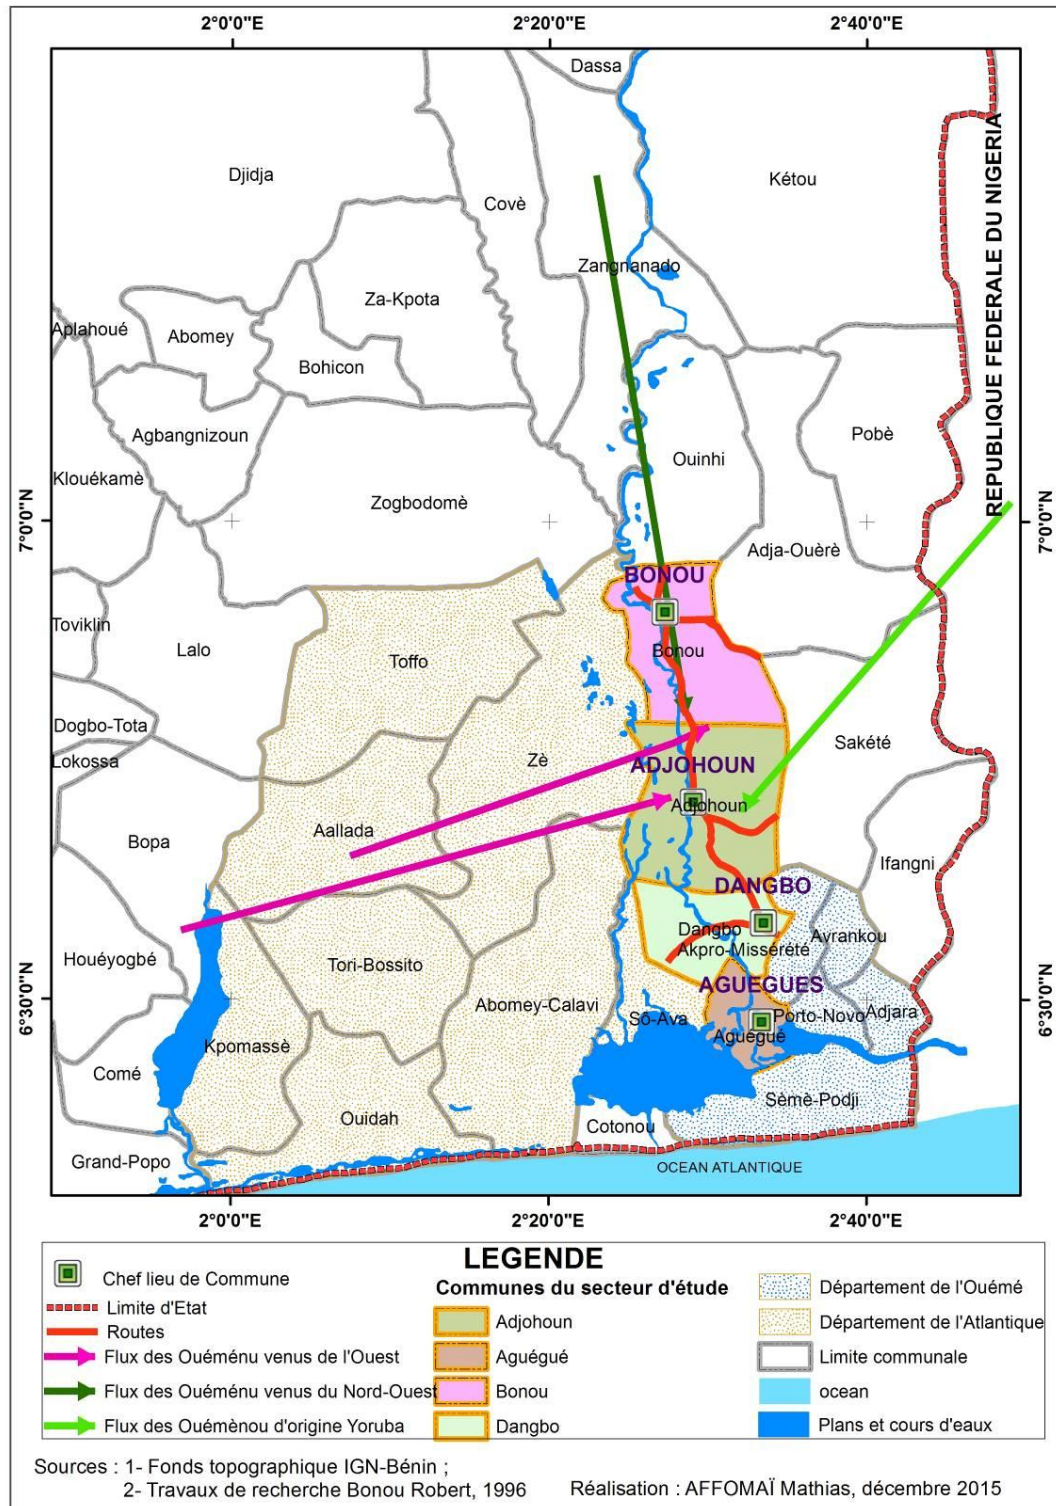 2°0'0"E
2°20'0"E
2°40'0"E
Dassa
Djidja
Kétou
Covè
REPUBLIQUE FEDERALE DU NIGERIA
Zangnanado
Za-Kpota
Aplahoué
Abomey
Bohicon
Agbangnizoun
Pobè
Ouinhi
Klouékamè
Zogbodomè
7°0'0"N
7°0'0"N
Adja-Ouèrè
BONOU
Toviklin
Lalo
Toffo
Bonou
Dogbo-Tota
Lokossa
Zè
Sakété
ADJOHOUN
Adjohoun
Aallada
Bopa
Ifangni
DANGBO
Dangbo
Avrankou
Akpro-Missérété
Houéyogbé
Tori-Bossito
AGUEGUES
6°30'0"N
6°30'0"N
Abomey-Calavi
Sô-Ava
Porto-Novo
Adjara
Aguégué
Kpomassè
Comé
Sèmè-Podji
Ouidah
Cotonou
Grand-Popo
OCEAN ATLANTIQUE
2°0'0"E
2°20'0"E
2°40'0"E
LEGENDE
Chef lieu de Commune
Limite d'Etat
Routes
Flux des Ouéménu venus de l'Ouest
Flux des Ouéménu venus du Nord-Ouest
Flux des Ouémènou d'origine Yoruba
Communes du secteur d'étude
Adjohoun
Aguégué
Bonou
Dangbo
Département de l'Ouémé
Département de l'Atlantique
Limite communale
ocean
Plans et cours d'eaux
Sources : 1- Fonds topographique IGN-Bénin ;
2- Travaux de recherche Bonou Robert, 1996
Réalisation : AFFOMAÏ Mathias, décembre 2015